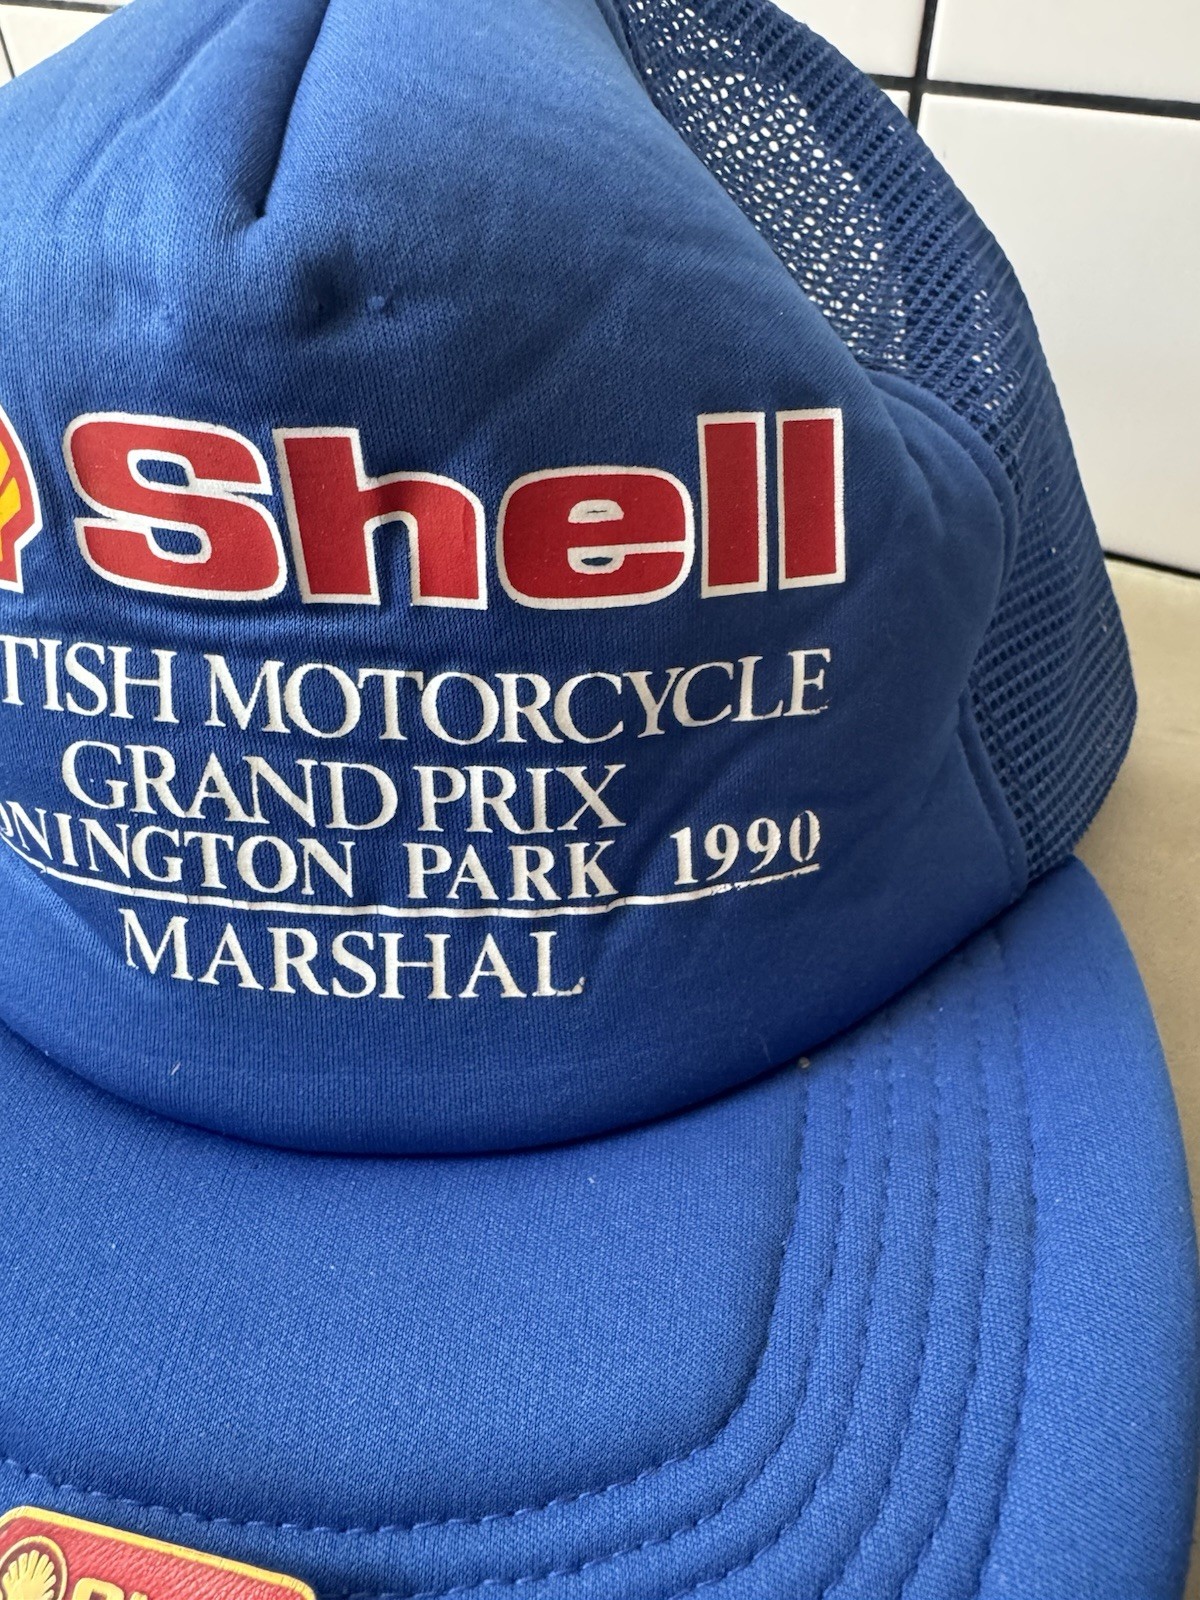 Shell
TISH MOTORCYCLE
GRAND PRIX
NINGTON PARK 1990
MARSHAL